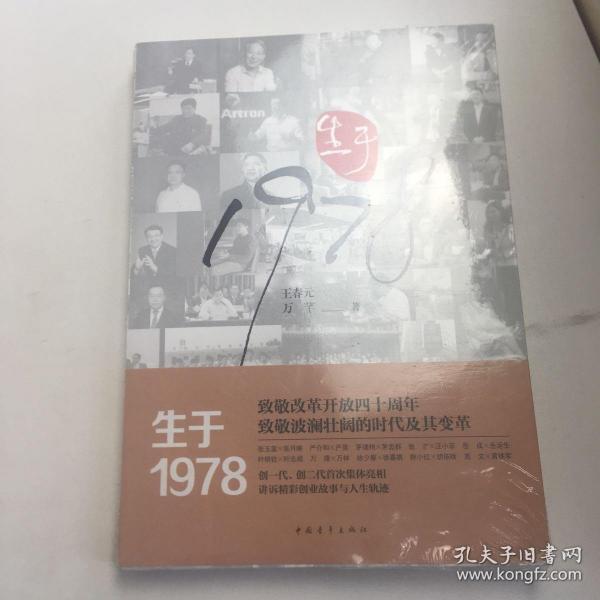 Artron
生于
1978
王春元
万芊 著
生于
1978
致敬改革开放四十周年
致敬波澜壮阔的时代及其变革
创一代、创二代首次集体亮相
讲诉精彩创业故事与人生轨迹
中国青年出版社
孔夫子旧书网
www.kongfz.com